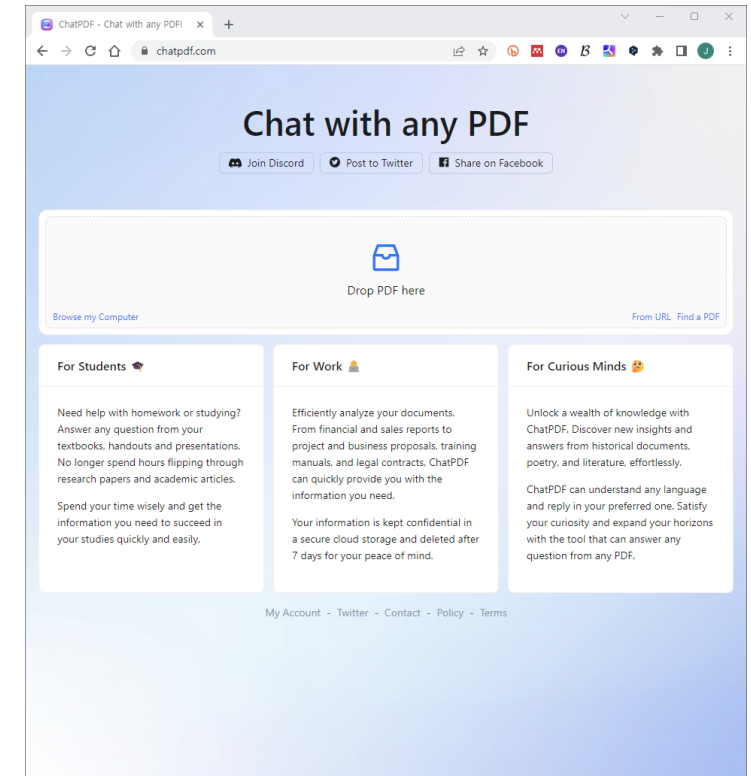 ChatPDF - Chat with any PDF!
chatpdf.com
EN
J
Chat with any PDF
Join Discord
Post to Twitter
Share on Facebook
Drop PDF here
Browse my Computer
From URL
Find a PDF
For Students
Need help with homework or studying?
Answer any question from your
textbooks, handouts and presentations.
No longer spend hours flipping through
research papers and academic articles.
Spend your time wisely and get the
information you need to succeed in
your studies quickly and easily.
For Work
Efficiently analyze your documents.
From financial and sales reports to
project and business proposals, training
manuals, and legal contracts, ChatPDF
can quickly provide you with the
information you need.
Your information is kept confidential in
a secure cloud storage and deleted after
7 days for your peace of mind.
For Curious Minds
Unlock a wealth of knowledge with
ChatPDF. Discover new insights and
answers from historical documents,
poetry, and literature, effortlessly.
ChatPDF can understand any language
and reply in your preferred one. Satisfy
your curiosity and expand your horizons
with the tool that can answer any
question from any PDF.
My Account - Twitter - Contact - Policy - Terms